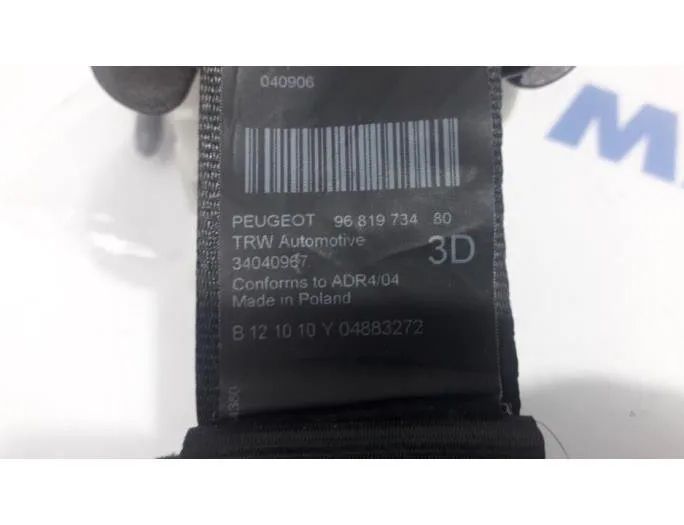 040906
PEUGEOT 96 819 734 80
TRW Automotive 3D
34040967
Conforms to ADR4/04
Made in Poland
B 12 10 10 Y 04883272